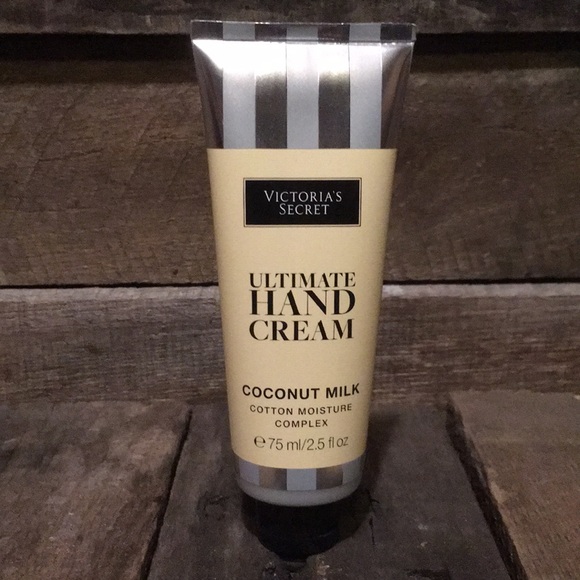 VICTORIA'S
SECRET
ULTIMATE
HAND
CREAM
COCONUT MILK
COTTON MOISTURE
COMPLEX
℮ 75 ml/2.5 fl oz